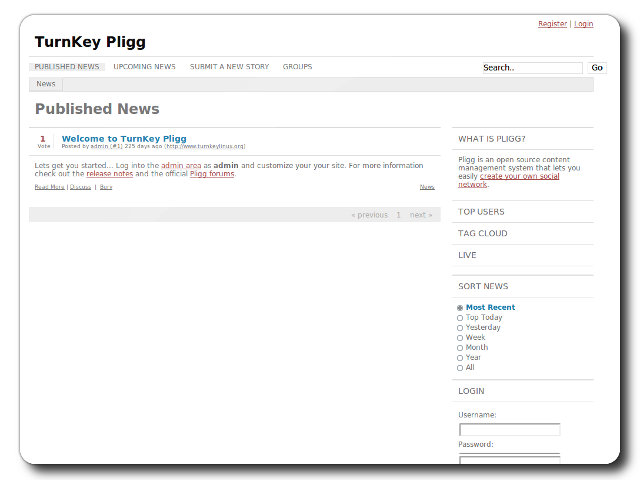 Register | Login
TurnKey Pligg
PUBLISHED NEWS UPCOMING NEWS SUBMIT A NEW STORY GROUPS Search.. Go
News
Published News
1
Vote
Welcome to TurnKey Pligg
Posted by admin [#1] 225 days ago (http://www.turnkeylinux.org)
Lets get you started... Log into the admin area as admin and customize your site. For more information
check out the release notes and the official Pligg forums.
Read More | Discuss | Bury News
« previous 1 next »
WHAT IS PLIGG?
Pligg is an open source content
management system that lets you
easily create your own social
network.
TOP USERS
TAG CLOUD
LIVE
SORT NEWS
Most Recent
Top Today
Yesterday
Week
Month
Year
All
LOGIN
Username:
Password: